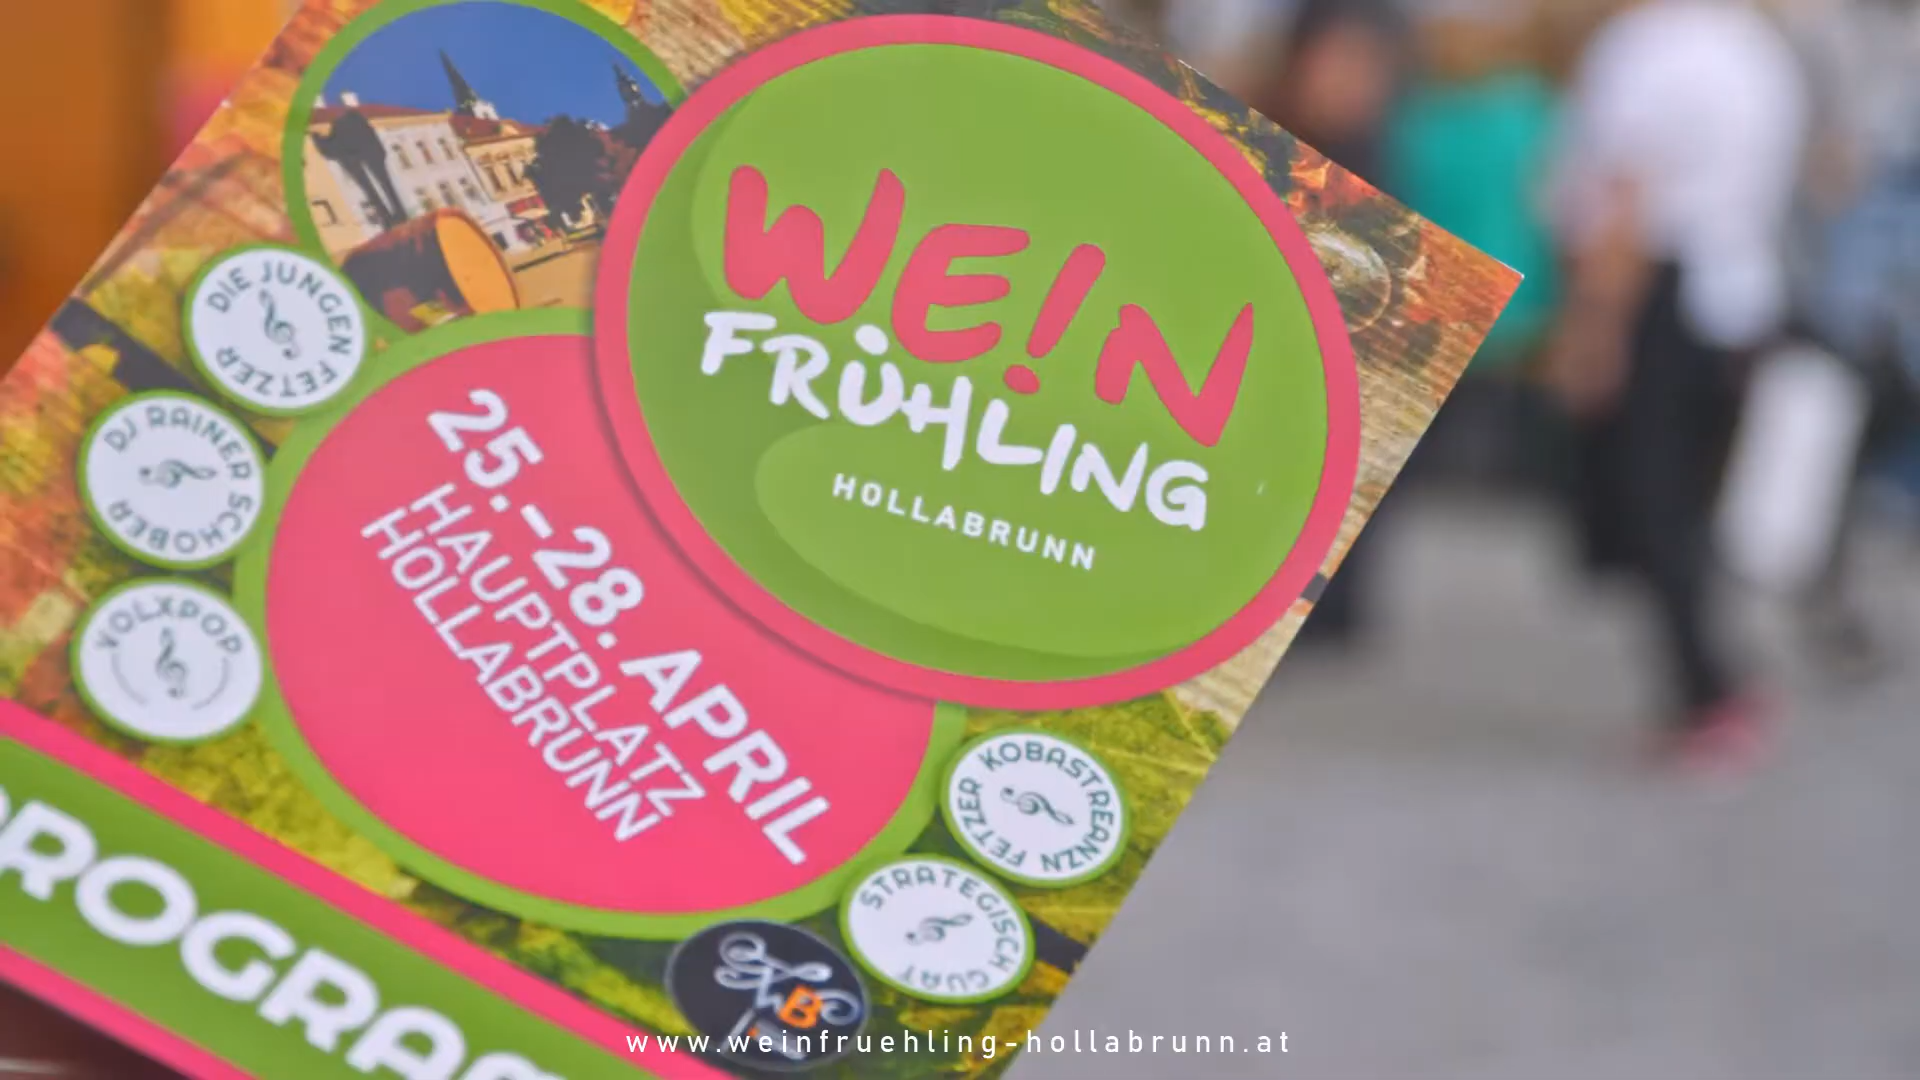 WE!N
FRÜHLING
HOLLABRUNN
DIE JUNGEN FETZER
DJ RAINER SCHOBER
VOLXPOP
25.-28. APRIL
HAUPTPLATZ
HOLLABRUNN
KOBASTREANZN FETZER
STRATEGISCH GUAT
www.weinfruehling-hollabrunn.at